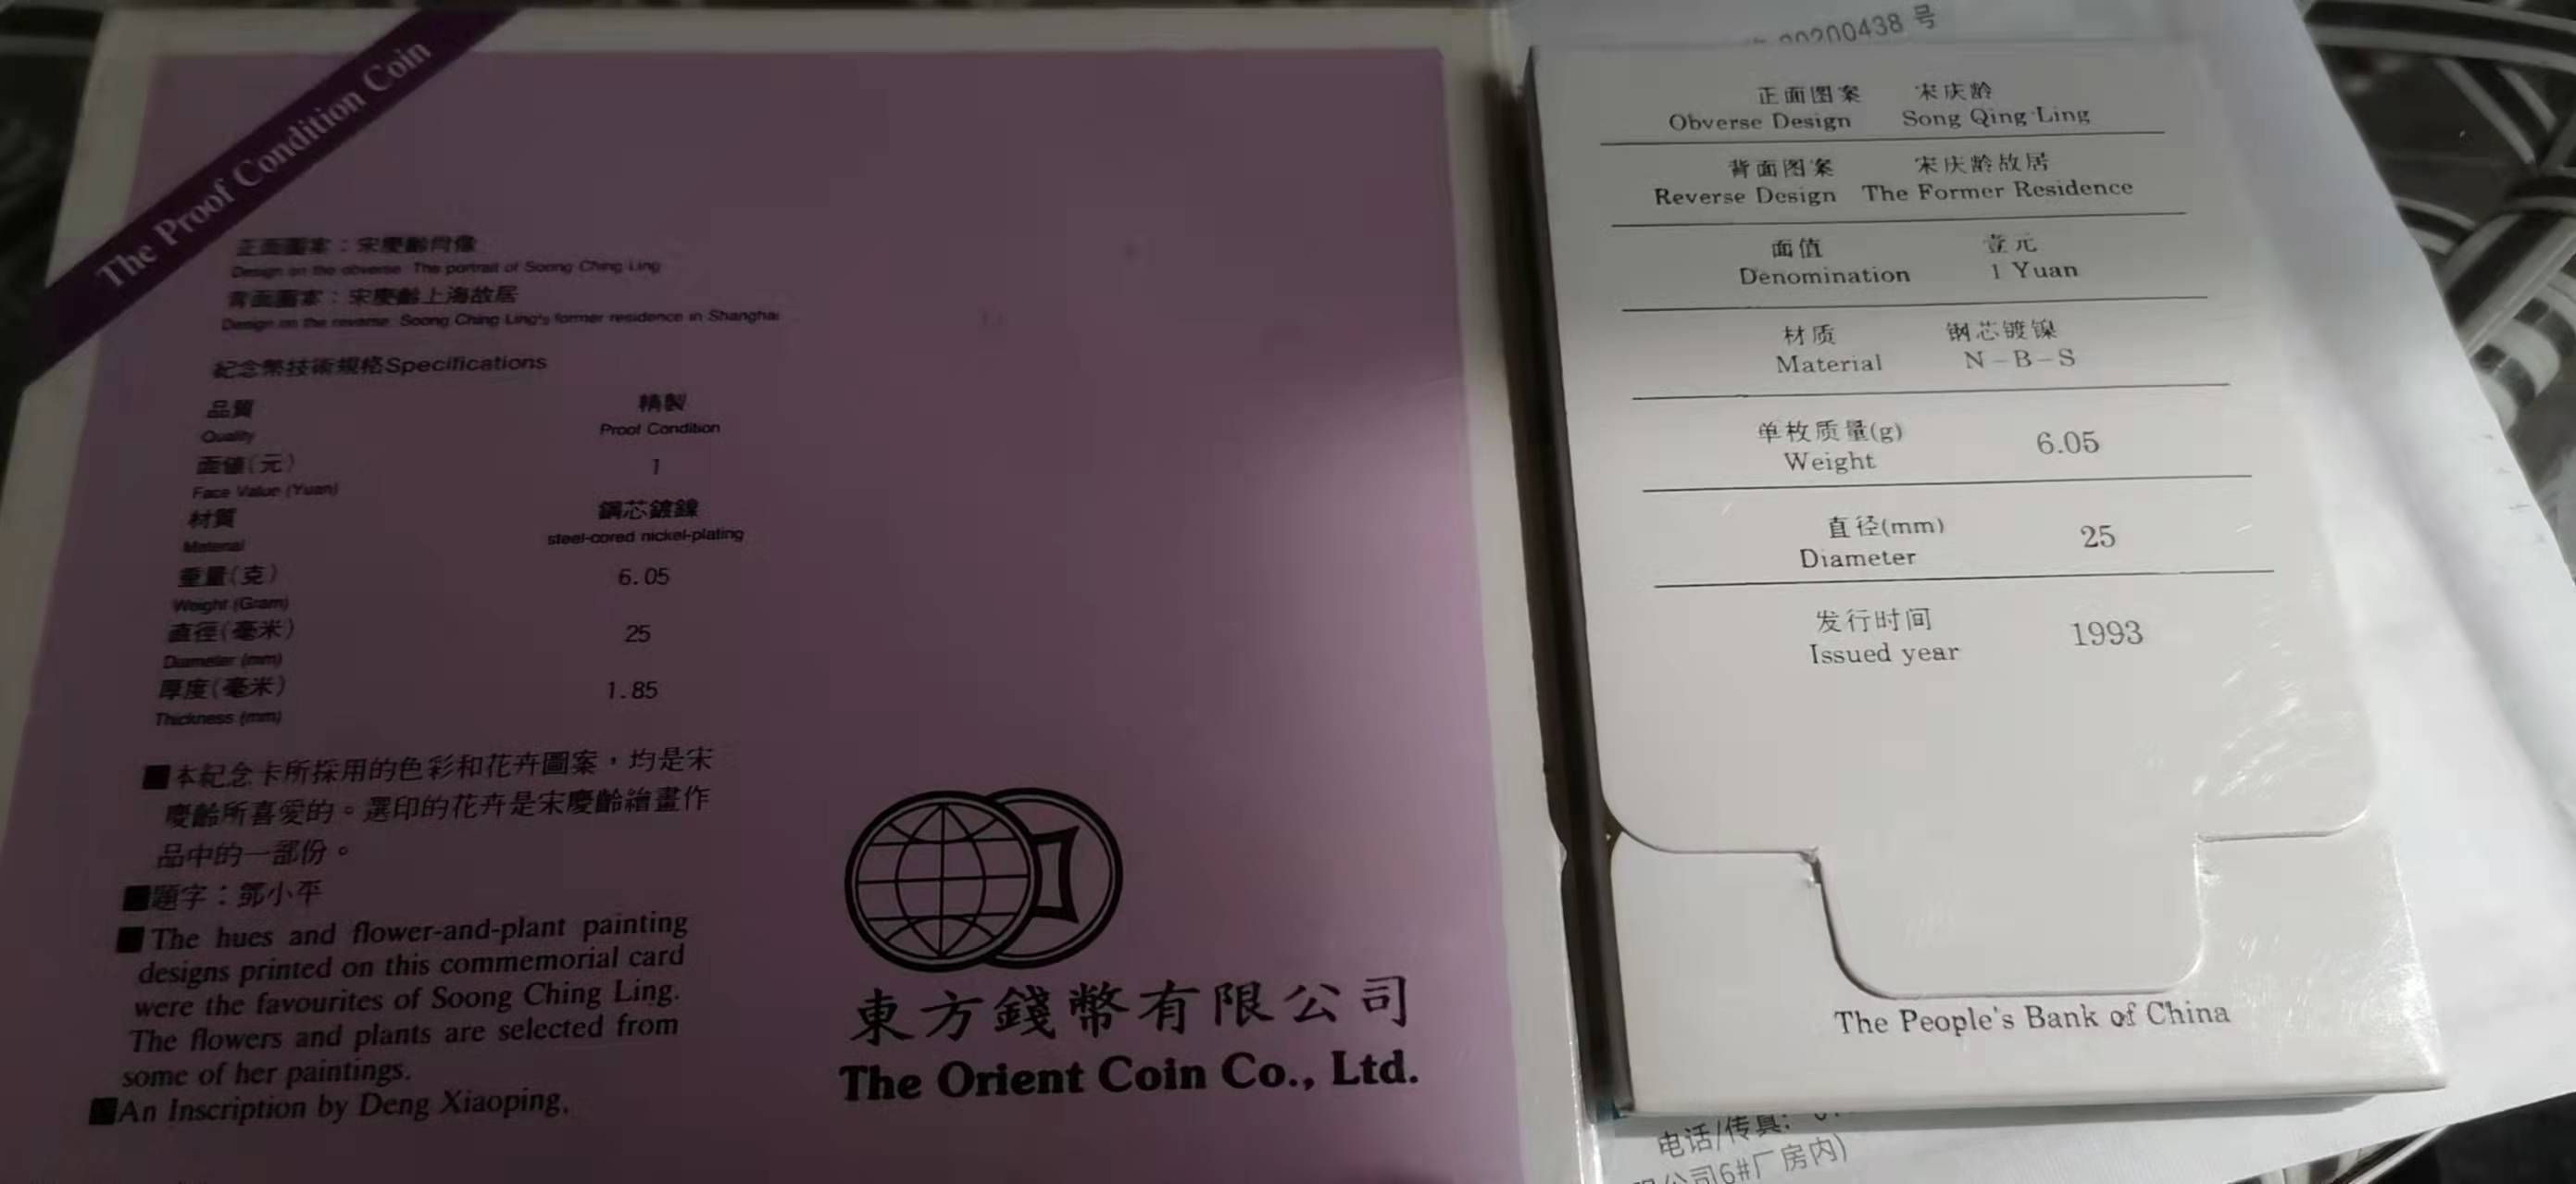 The Proof Condition Coin
正面圖案：宋慶齡肖像
Design on the obverse: The portrait of Soong Ching Ling
背面圖案：宋慶齡上海故居
Design on the reverse: Soong Ching Ling's former residence in Shanghai
紀念幣技術規格Specifications
品質 精製
Quality Proof Condition
面值(元) 1
Face Value (Yuan)
材質 鋼芯鍍鎳
Material steel-cored nickel-plating
重量(克) 6.05
Weight (Gram)
直徑(毫米) 25
Diameter (mm)
厚度(毫米) 1.85
Thickness (mm)
■本紀念卡所採用的色彩和花卉圖案，均是宋
慶齡所喜愛的。選印的花卉是宋慶齡繪畫作
品中的一部份。
■題字：鄧小平
■The hues and flower-and-plant painting
designs printed on this commemorial card
were the favourites of Soong Ching Ling.
The flowers and plants are selected from
some of her paintings.
■An Inscription by Deng Xiaoping.
東方錢幣有限公司
The Orient Coin Co., Ltd.
00200438 号
正面图案 宋庆龄
Obverse Design Song Qing Ling
背面图案 宋庆龄故居
Reverse Design The Former Residence
面值 壹元
Denomination 1 Yuan
材质 钢芯镀镍
Material N－B－S
单枚质量(g) 6.05
Weight
直径(mm) 25
Diameter
发行时间 1993
Issued year
The People's Bank of China
电话/传真:
公司6#厂房内)